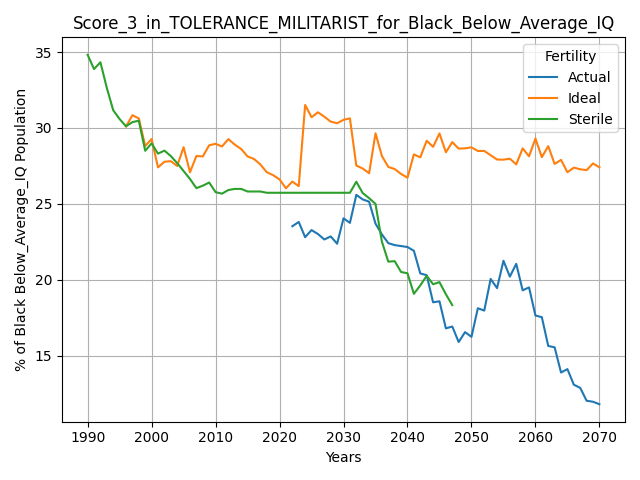 Score_3_in_TOLERANCE_MILITARIST_for_Black_Below_Average_IQ
% of Black Below_Average_IQ Population
35
30
25
20
15
Fertility
Actual
Ideal
Sterile
1990 2000 2010 2020 2030 2040 2050 2060 2070
Years